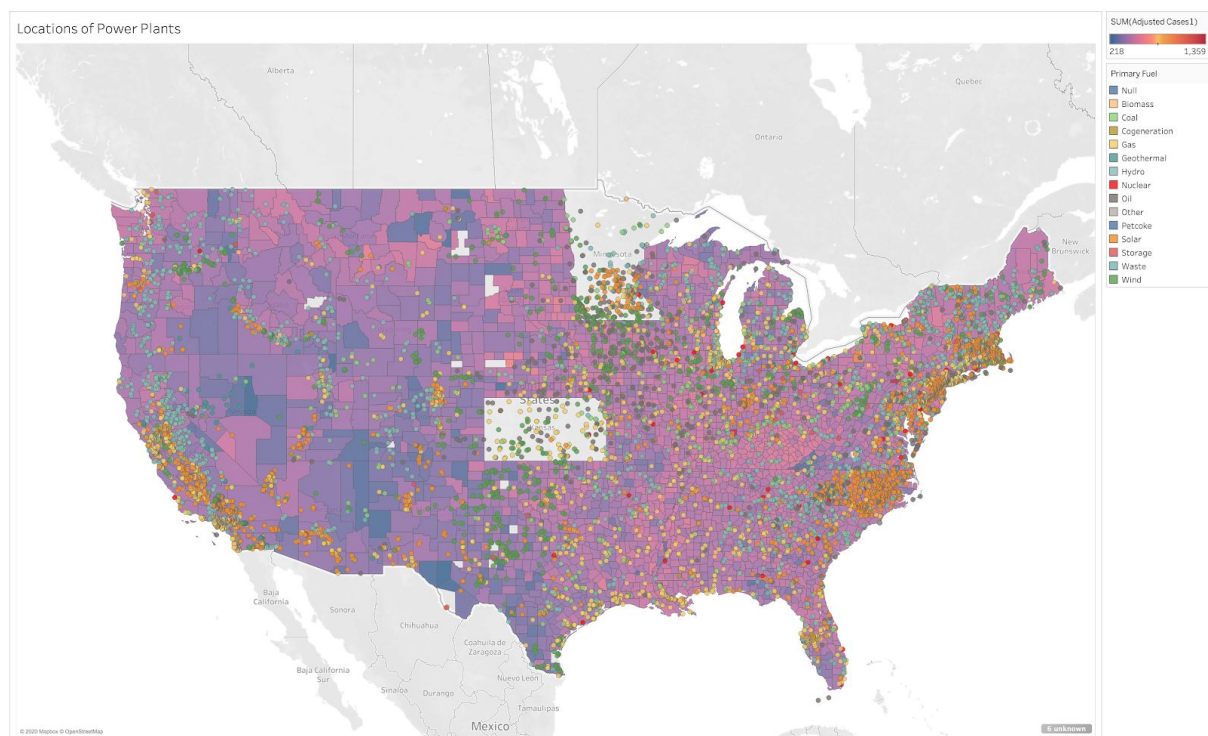 Locations of Power Plants
SUM(Adjusted Cases1)
218
1,359
Primary Fuel
Null
Biomass
Coal
Cogeneration
Gas
Geothermal
Hydro
Nuclear
Oil
Other
Petcoke
Solar
Storage
Waste
Wind
Alberta
Quebec
Ontario
New
Brunswick
Minnesota
States
Kansas
Baja
California
Sonora
Chihuahua
Coahuila de
Zaragoza
Baja California
Sur
Nuevo León
Sinaloa
Durango
Tamaulipas
Mexico
© 2020 Mapbox © OpenStreetMap
6 unknown